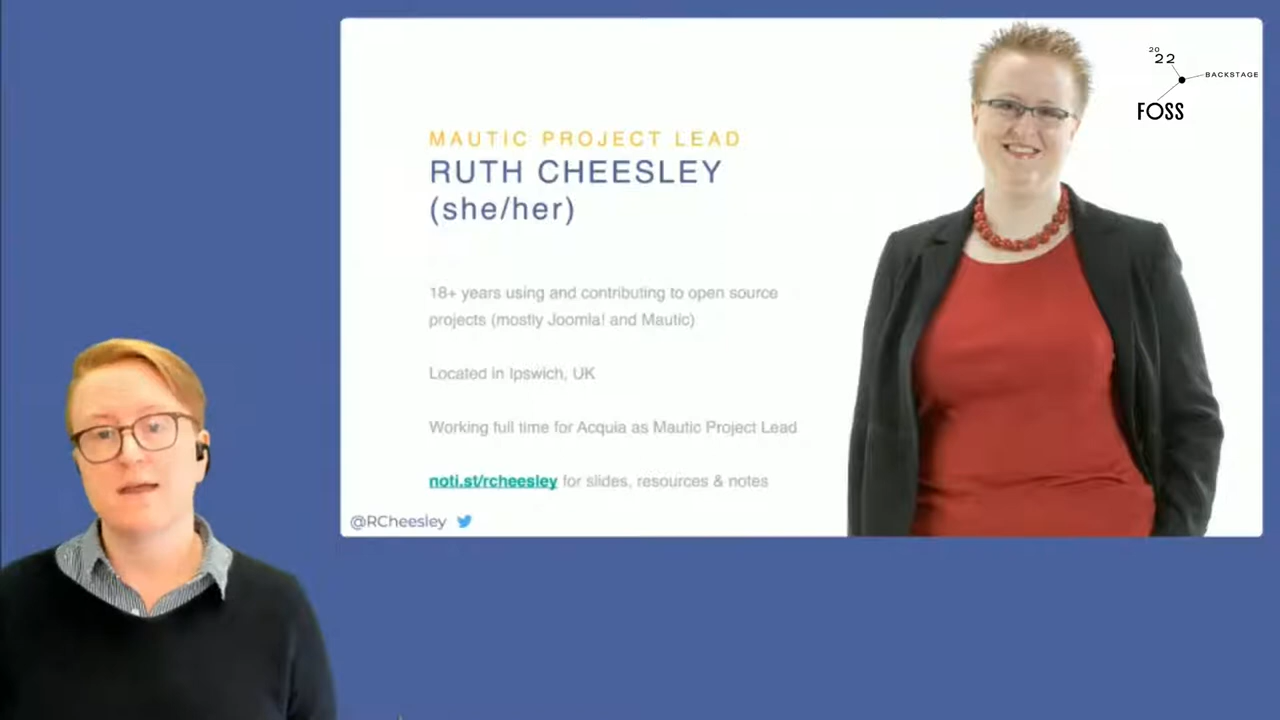 MAUTIC PROJECT LEAD
RUTH CHEESLEY
(she/her)
18+ years using and contributing to open source
projects (mostly Joomla! and Mautic)
Located in Ipswich, UK
Working full time for Acquia as Mautic Project Lead
noti.st/rcheesley for slides, resources & notes
@RCheesley
20
22
BACKSTAGE
FOSS